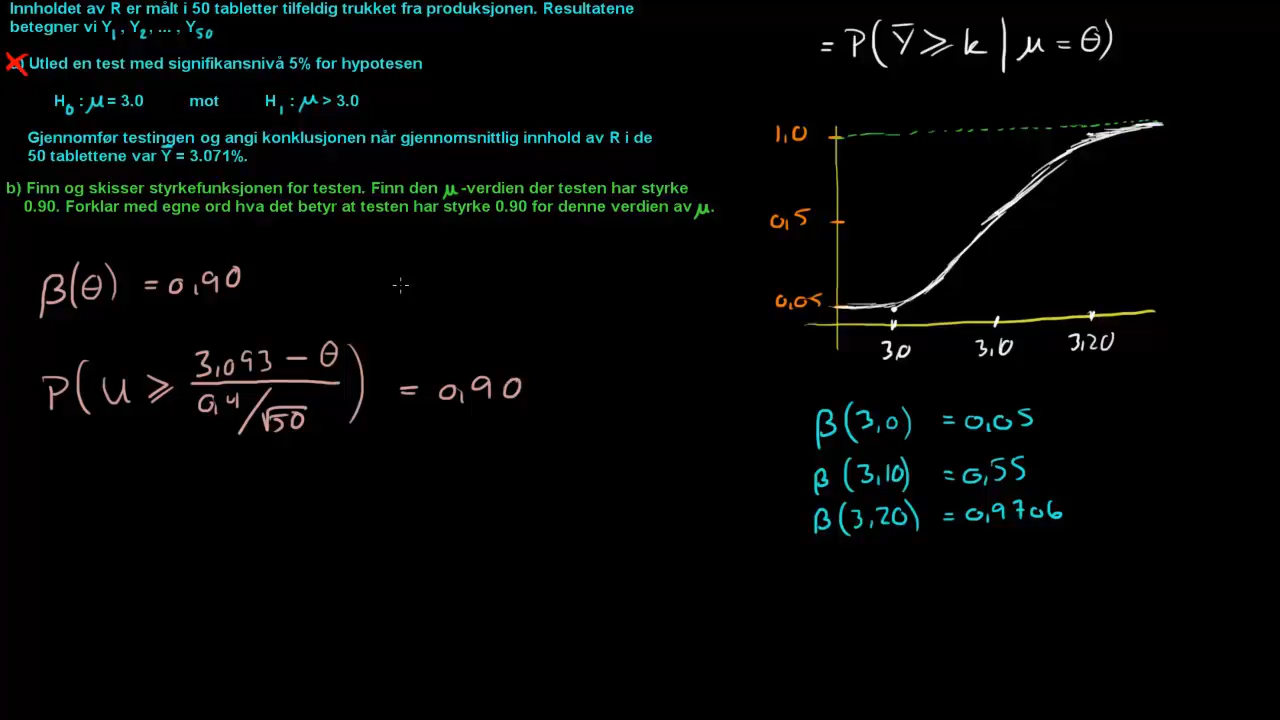 Innholdet av R er målt i 50 tabletter tilfeldig trukket fra produksjonen. Resultatene
betegner vi Y1 , Y2, ... , Y50
a) Utled en test med signifikansnivå 5% for hypotesen
H0 : μ = 3.0 mot H1 : μ > 3.0
Gjennomfør testingen og angi konklusjonen når gjennomsnittlig innhold av R i de
50 tablettene var Ȳ = 3.071%.
b) Finn og skisser styrkefunksjonen for testen. Finn den μ -verdien der testen har styrke
0.90. Forklar med egne ord hva det betyr at testen har styrke 0.90 for denne verdien av μ.
β(θ) = 0,90
P(U ≥ (3,093 − θ)/(0,4/√50)) = 0,90
= P(Ȳ ≥ k | μ = θ)
1,0
0,5
0,05
3,0 3,10 3,20
β(3,0) = 0,05
β(3,10) = 0,55
β(3,20) = 0,9706